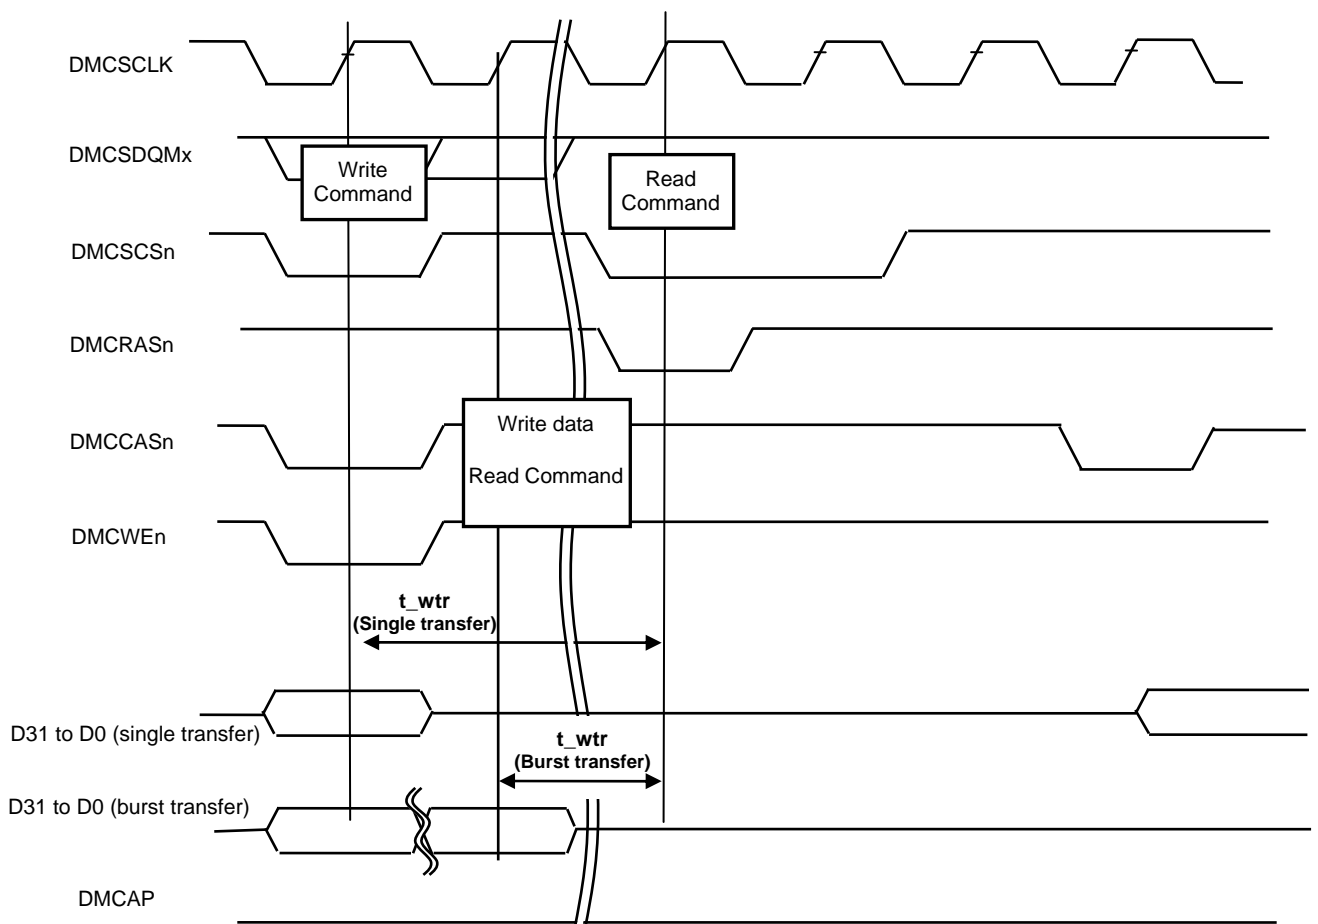 DMCSCLK
DMCSDQMx
Write
Command
Read
Command
DMCSCSn
DMCRASn
DMCCASn
Write data
Read Command
DMCWEn
t_wtr
(Single transfer)
D31 to D0 (single transfer)
t_wtr
(Burst transfer)
D31 to D0 (burst transfer)
DMCAP